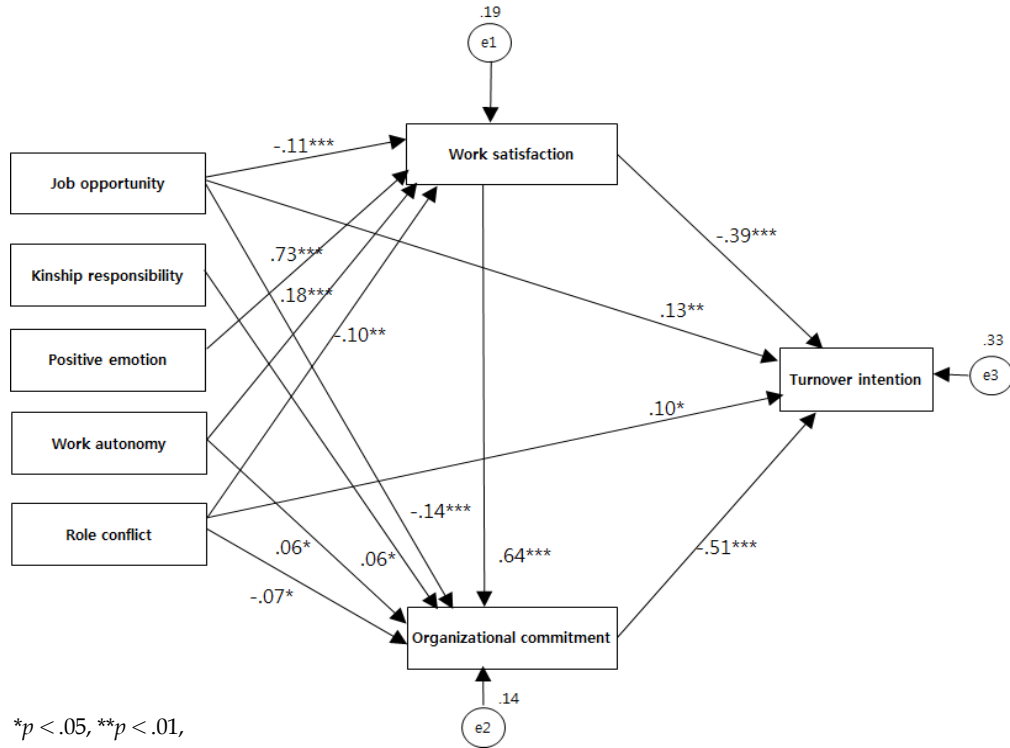 .19
e1
Work satisfaction
-.11***
Job opportunity
-.39***
.73***
Kinship responsibility
.18***
.13**
-.10**
Positive emotion
.33
Turnover intention
e3
.10*
Work autonomy
-.14***
Role conflict
.06*
.06*
.64***
-.51***
-.07*
Organizational commitment
.14
e2
*p < .05, **p < .01,